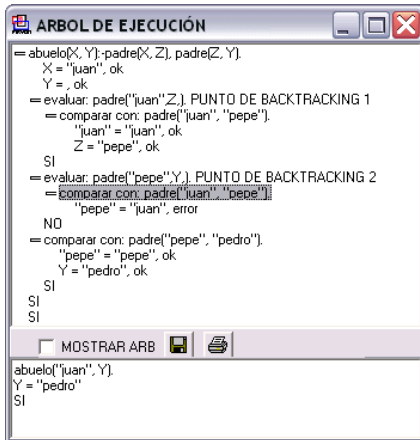 ARBOL DE EJECUCIÓN
abuelo(X, Y):-padre(X, Z), padre(Z, Y).
X = "juan", ok
Y = , ok
evaluar: padre("juan",Z,). PUNTO DE BACKTRACKING 1
comparar con: padre("juan", "pepe").
"juan" = "juan", ok
Z = "pepe", ok
SI
evaluar: padre("pepe",Y,). PUNTO DE BACKTRACKING 2
comparar con: padre("juan", "pepe").
"pepe" = "juan", error
NO
comparar con: padre("pepe", "pedro").
"pepe" = "pepe", ok
Y = "pedro", ok
SI
SI
SI
MOSTRAR ARB
abuelo("juan", Y).
Y = "pedro"
SI